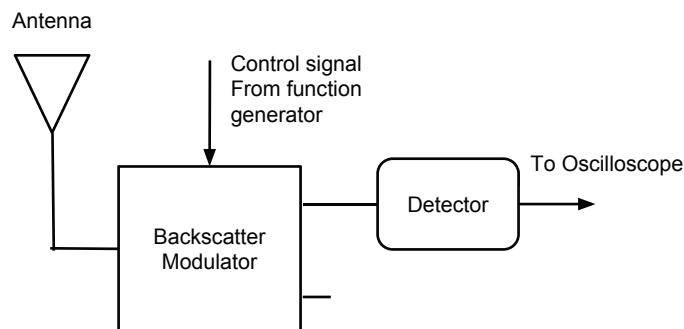 Antenna
Control signal
From function
generator
To Oscilloscope
Detector
Backscatter
Modulator